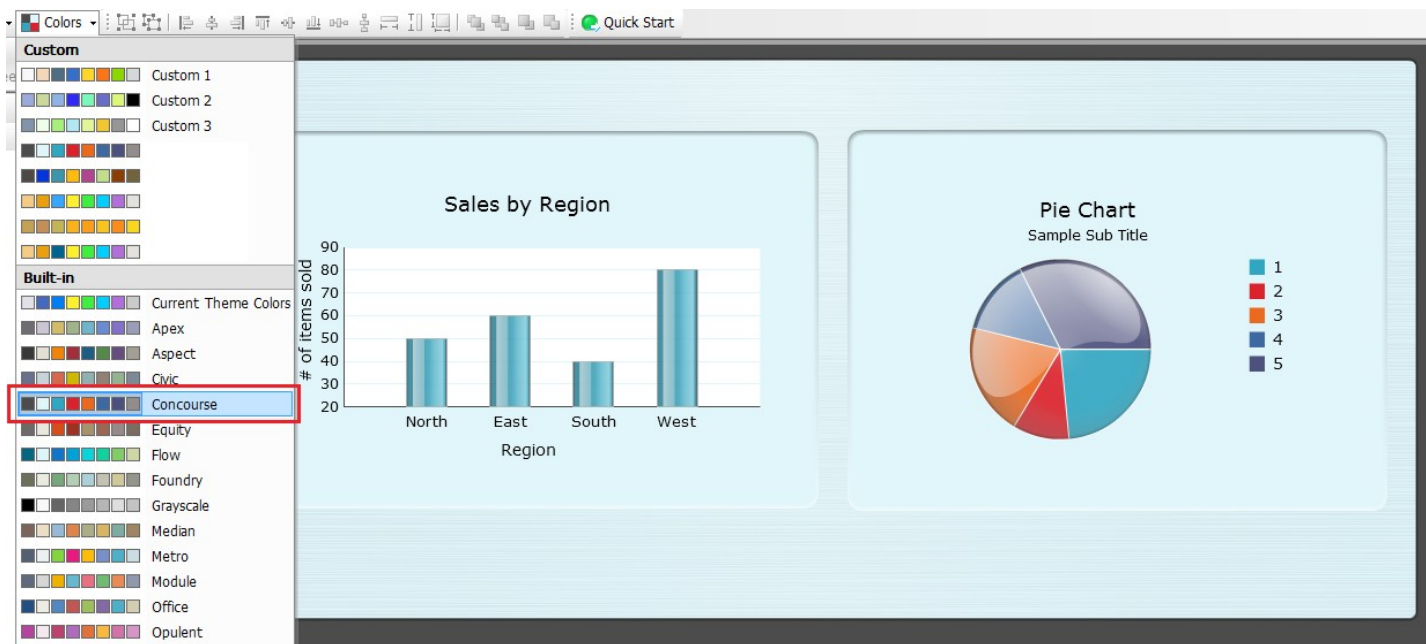 Colors
Quick Start
Custom
Custom 1
Custom 2
Custom 3
Built-in
Current Theme Colors
Apex
Aspect
Civic
Concourse
Equity
Flow
Foundry
Grayscale
Median
Metro
Module
Office
Opulent
Sales by Region
# of items sold
90
80
70
60
50
40
30
20
North East South West
Region
Pie Chart
Sample Sub Title
1
2
3
4
5